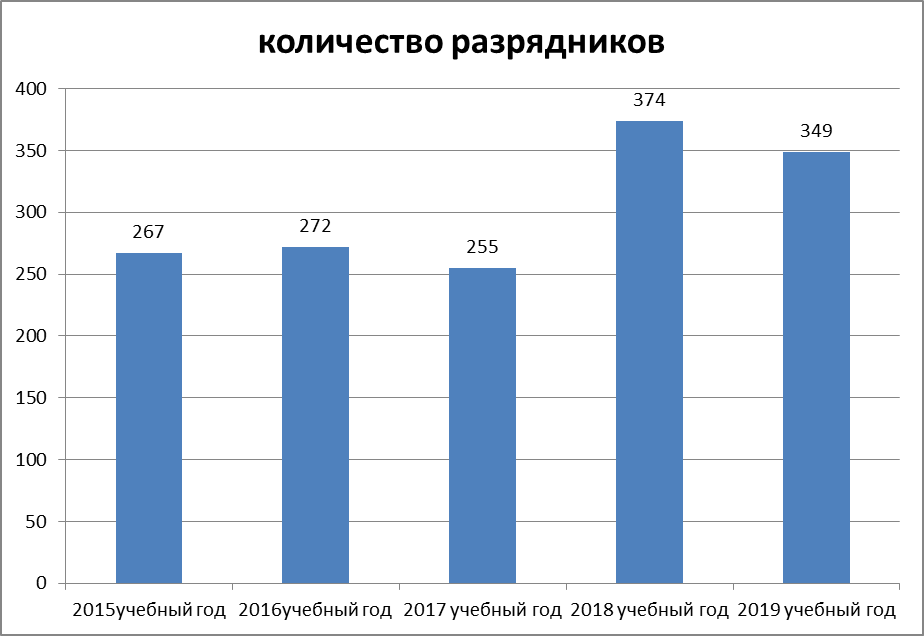 количество разрядников
400
350
300
250
200
150
100
50
0
267
272
255
374
349
2015учебный год
2016учебный год
2017 учебный год
2018 учебный год
2019 учебный год